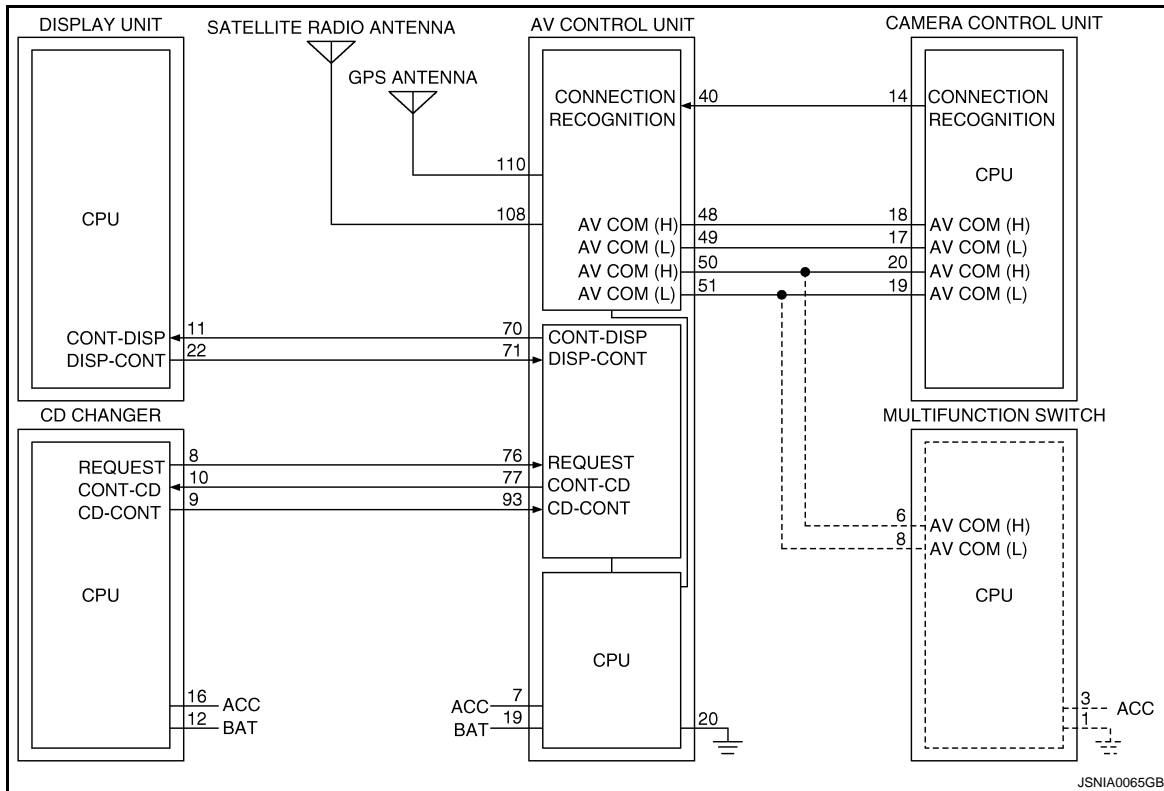 DISPLAY UNIT
CPU
CONT-DISP 11
DISP-CONT 22
SATELLITE RADIO ANTENNA
GPS ANTENNA
AV CONTROL UNIT
CONNECTION
RECOGNITION
40
110
108
AV COM (H) 48
AV COM (L) 49
AV COM (H) 50
AV COM (L) 51
70 CONT-DISP
71 DISP-CONT
76 REQUEST
77 CONT-CD
93 CD-CONT
CPU
ACC 7
BAT 19
20
CAMERA CONTROL UNIT
14 CONNECTION
RECOGNITION
CPU
18 AV COM (H)
17 AV COM (L)
20 AV COM (H)
19 AV COM (L)
CD CHANGER
REQUEST 8
CONT-CD 10
CD-CONT 9
CPU
16 ACC
12 BAT
MULTIFUNCTION SWITCH
6 AV COM (H)
8 AV COM (L)
CPU
3 ACC
1
JSNIA0065GB